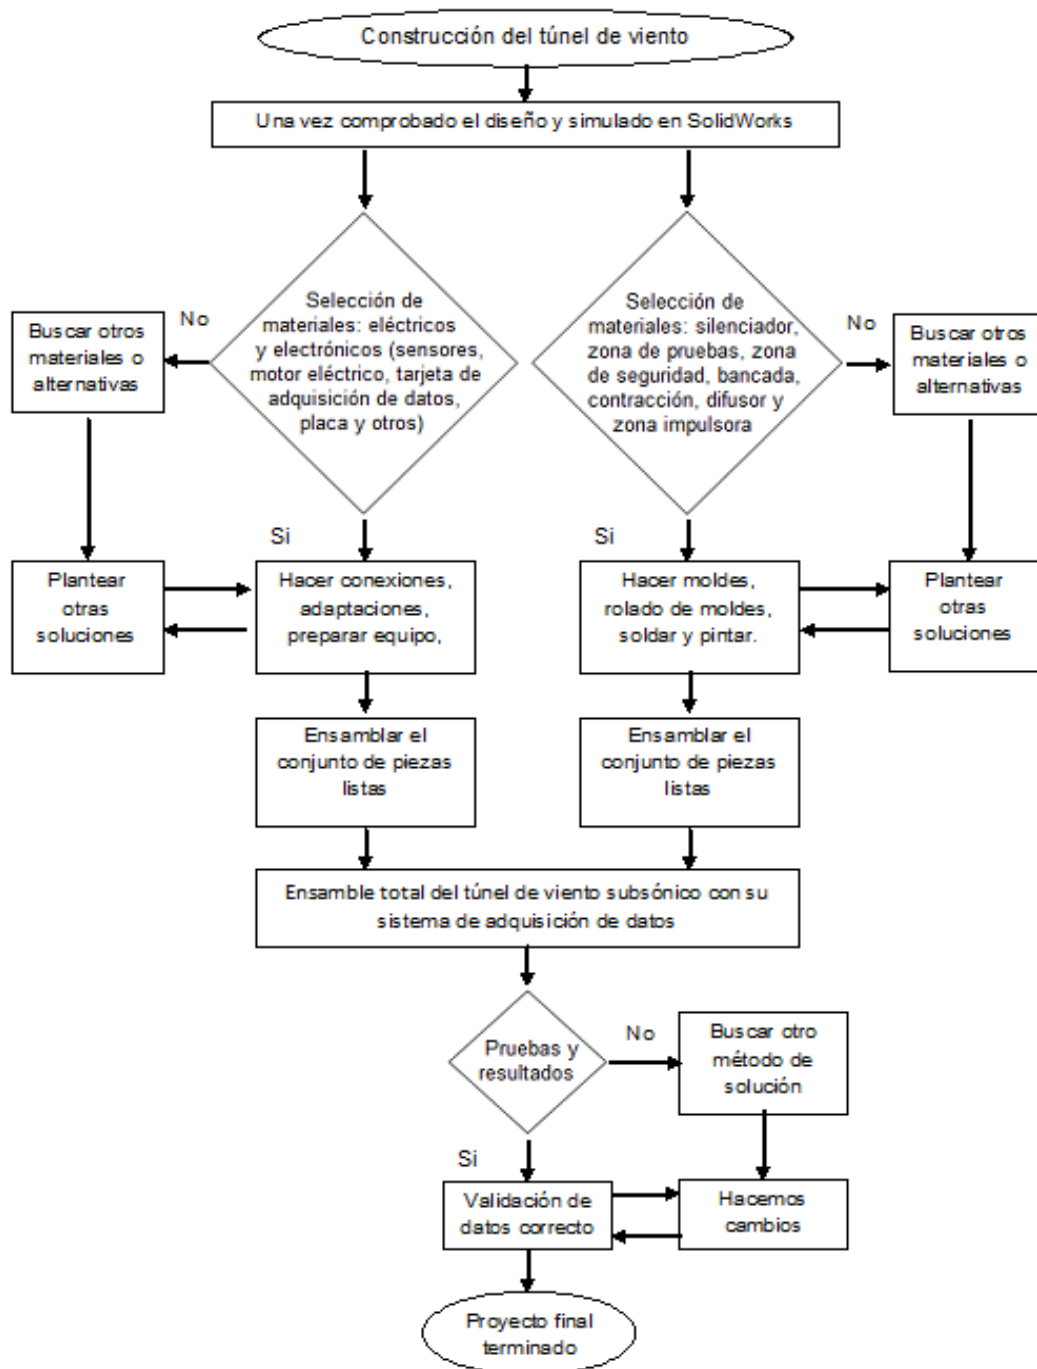 Construcción del túnel de viento
Una vez comprobado el diseño y simulado en SolidWorks
Selección de
materiales: eléctricos
y electrónicos (sensores,
motor eléctrico, tarjeta de
adquisición de datos,
placa y otros)
Selección de
materiales: silenciador,
zona de pruebas, zona
de seguridad, bancada,
contracción, difusor y
zona impulsora
No
Buscar otros
materiales o
alternativas
No
Buscar otros
materiales o
alternativas
Si
Si
Plantear
otras
soluciones
Hacer conexiones,
adaptaciones,
preparar equipo,
Hacer moldes,
rolado de moldes,
soldar y pintar.
Plantear
otras
soluciones
Ensamblar el
conjunto de piezas
listas
Ensamblar el
conjunto de piezas
listas
Ensamble total del túnel de viento subsónico con su
sistema de adquisición de datos
Pruebas y
resultados
No
Buscar otro
método de
solución
Si
Validación de
datos correcto
Hacemos
cambios
Proyecto final
terminado